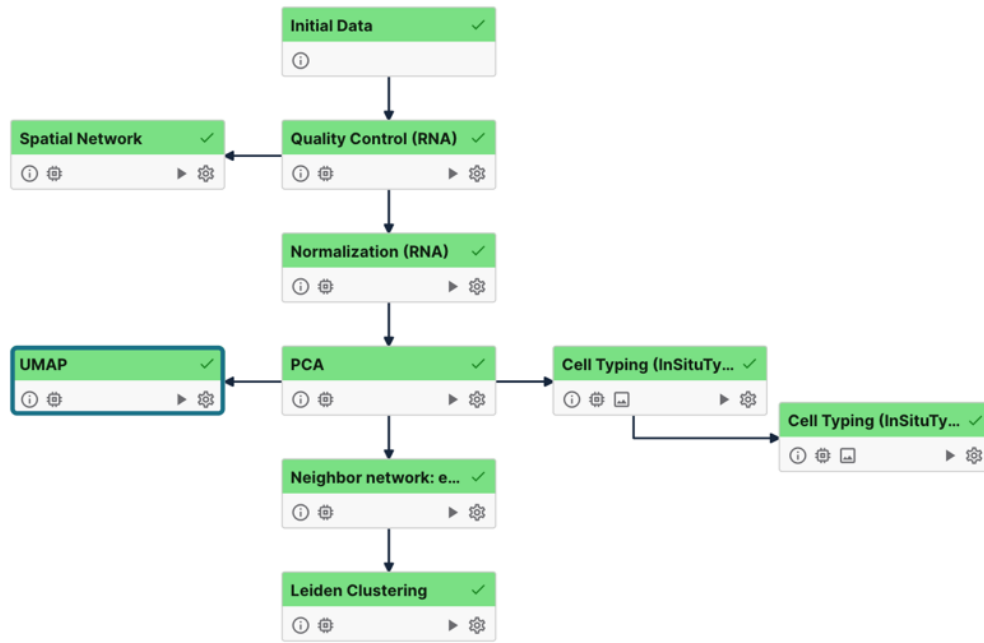 Initial Data
Spatial Network
Quality Control (RNA)
Normalization (RNA)
UMAP
PCA
Cell Typing (InSituTy...
Cell Typing (InSituTy...
Neighbor network: e...
Leiden Clustering